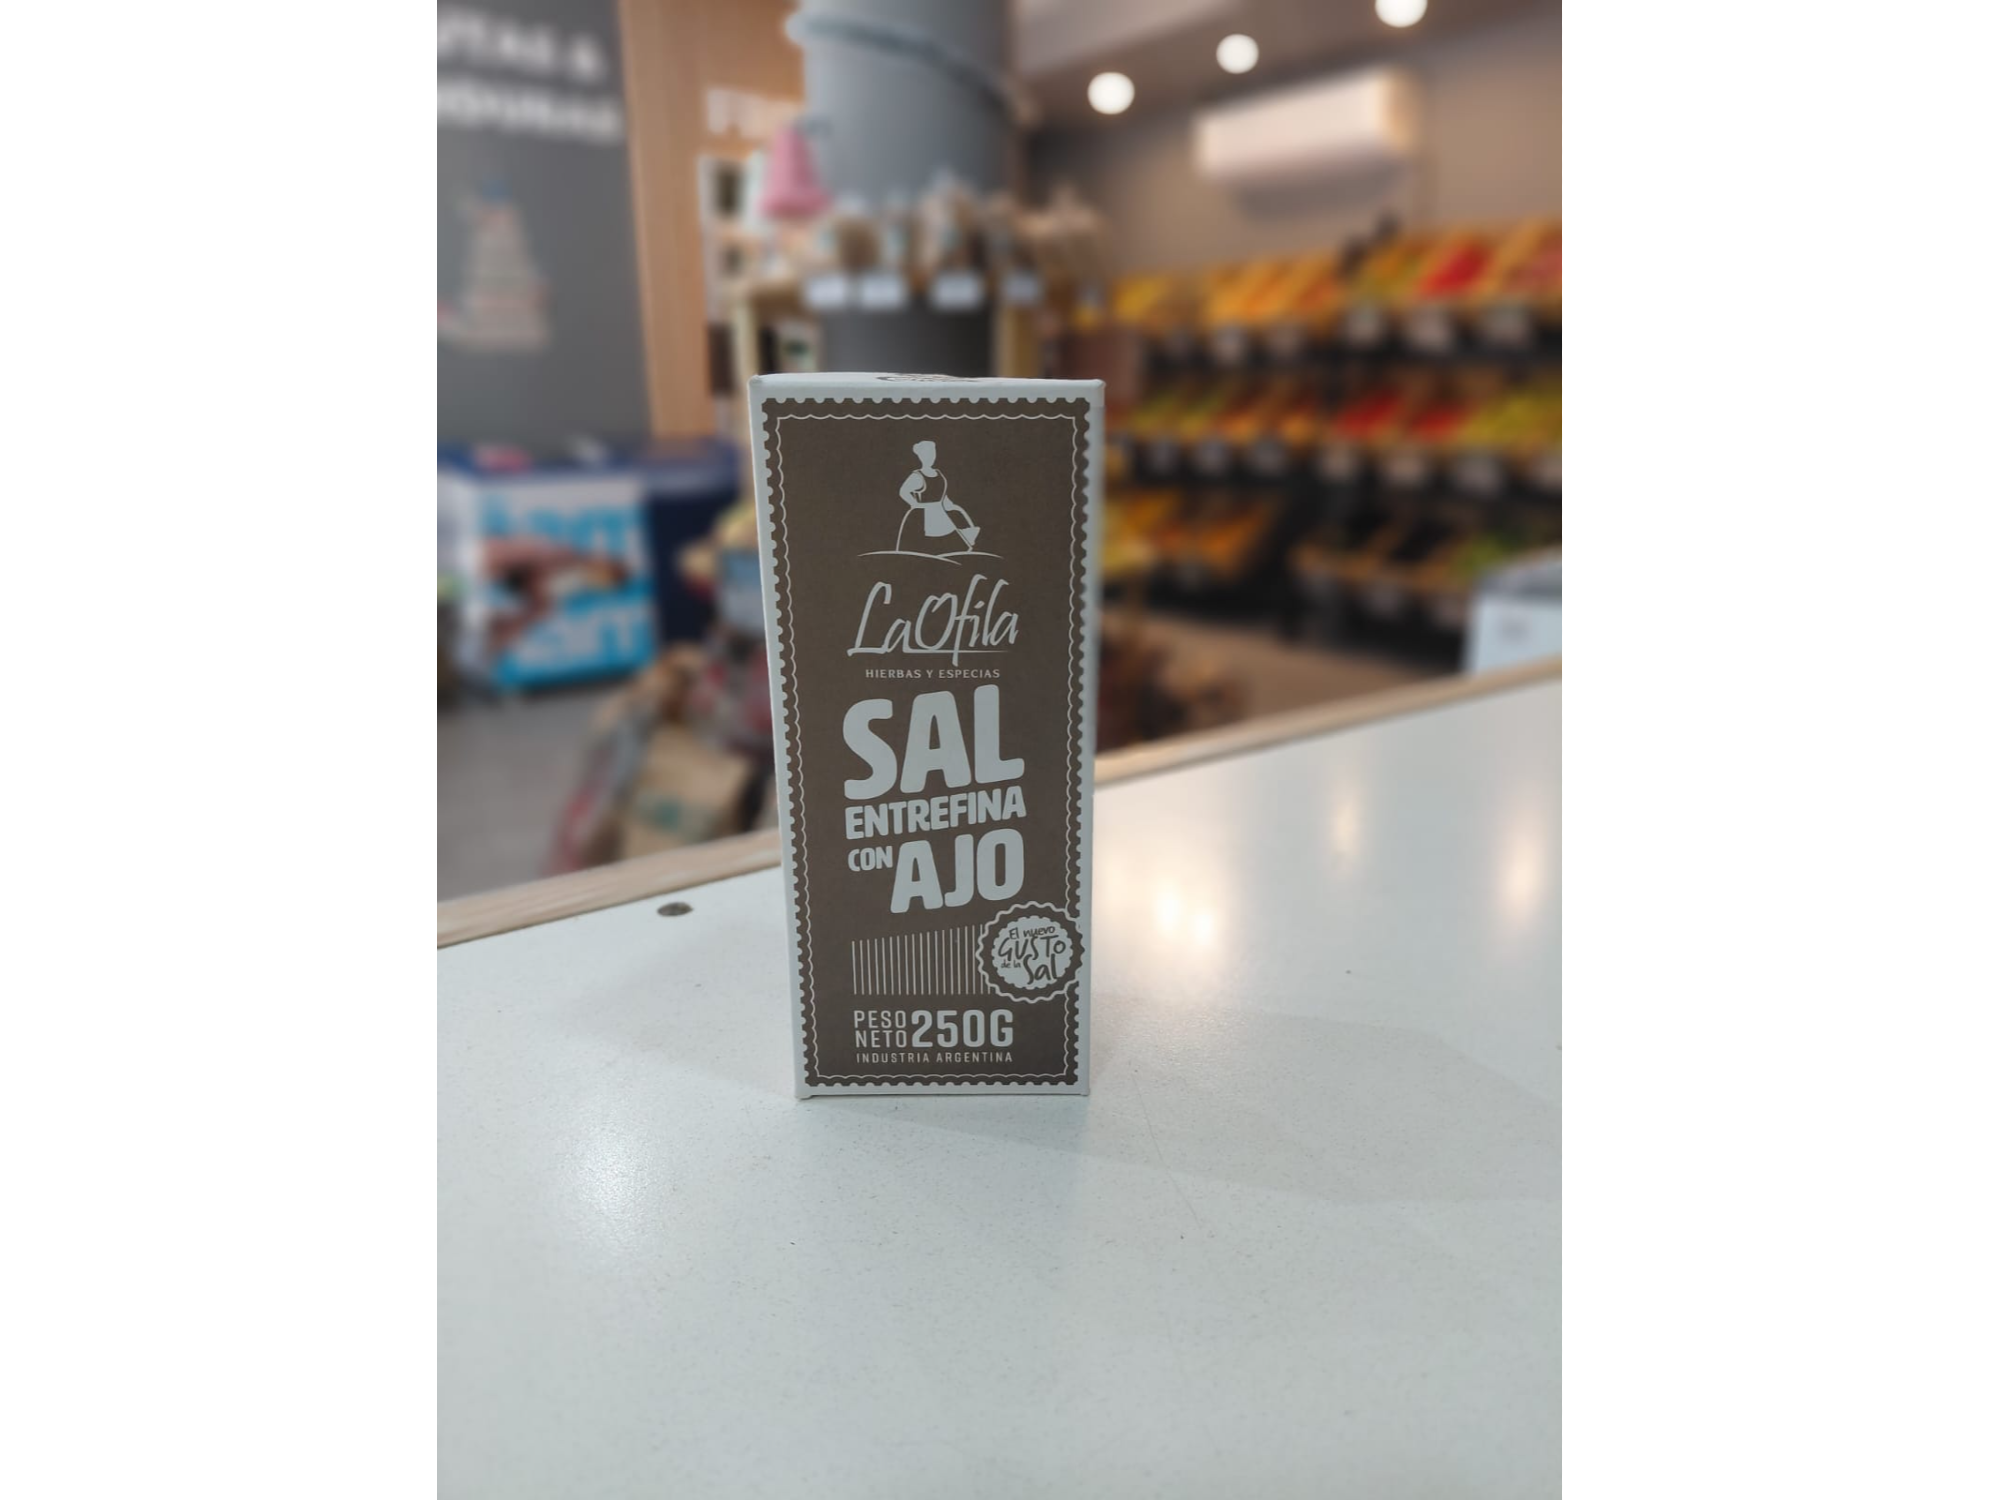 LaOfila
HIERBAS Y ESPECIAS
SAL
ENTREFINA
CON AJO
El nuevo
GUSTO
de la Sal
PESO
NETO 250G
INDUSTRIA ARGENTINA